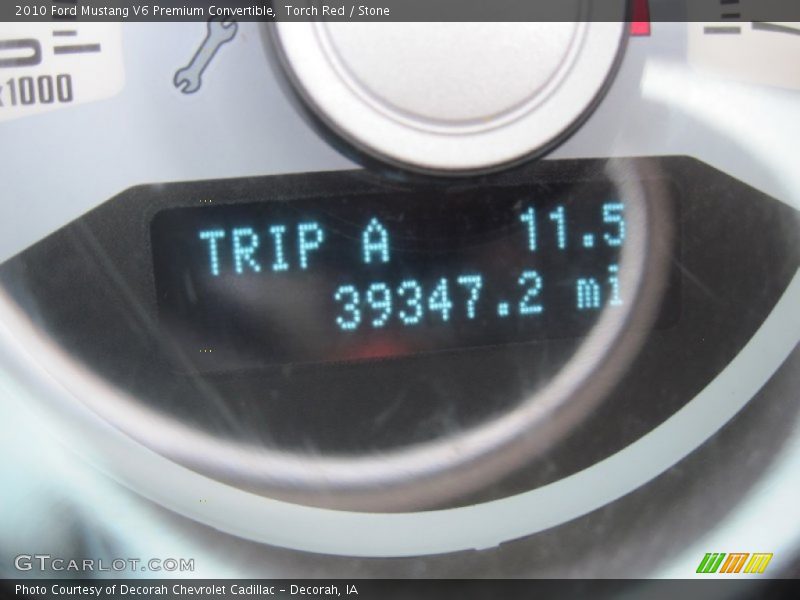 2010 Ford Mustang V6 Premium Convertible,  Torch Red / Stone
x1000
TRIP A 11.5
39347.2 mi
GTCARLOT.COM
Photo Courtesy of Decorah Chevrolet Cadillac - Decorah, IA